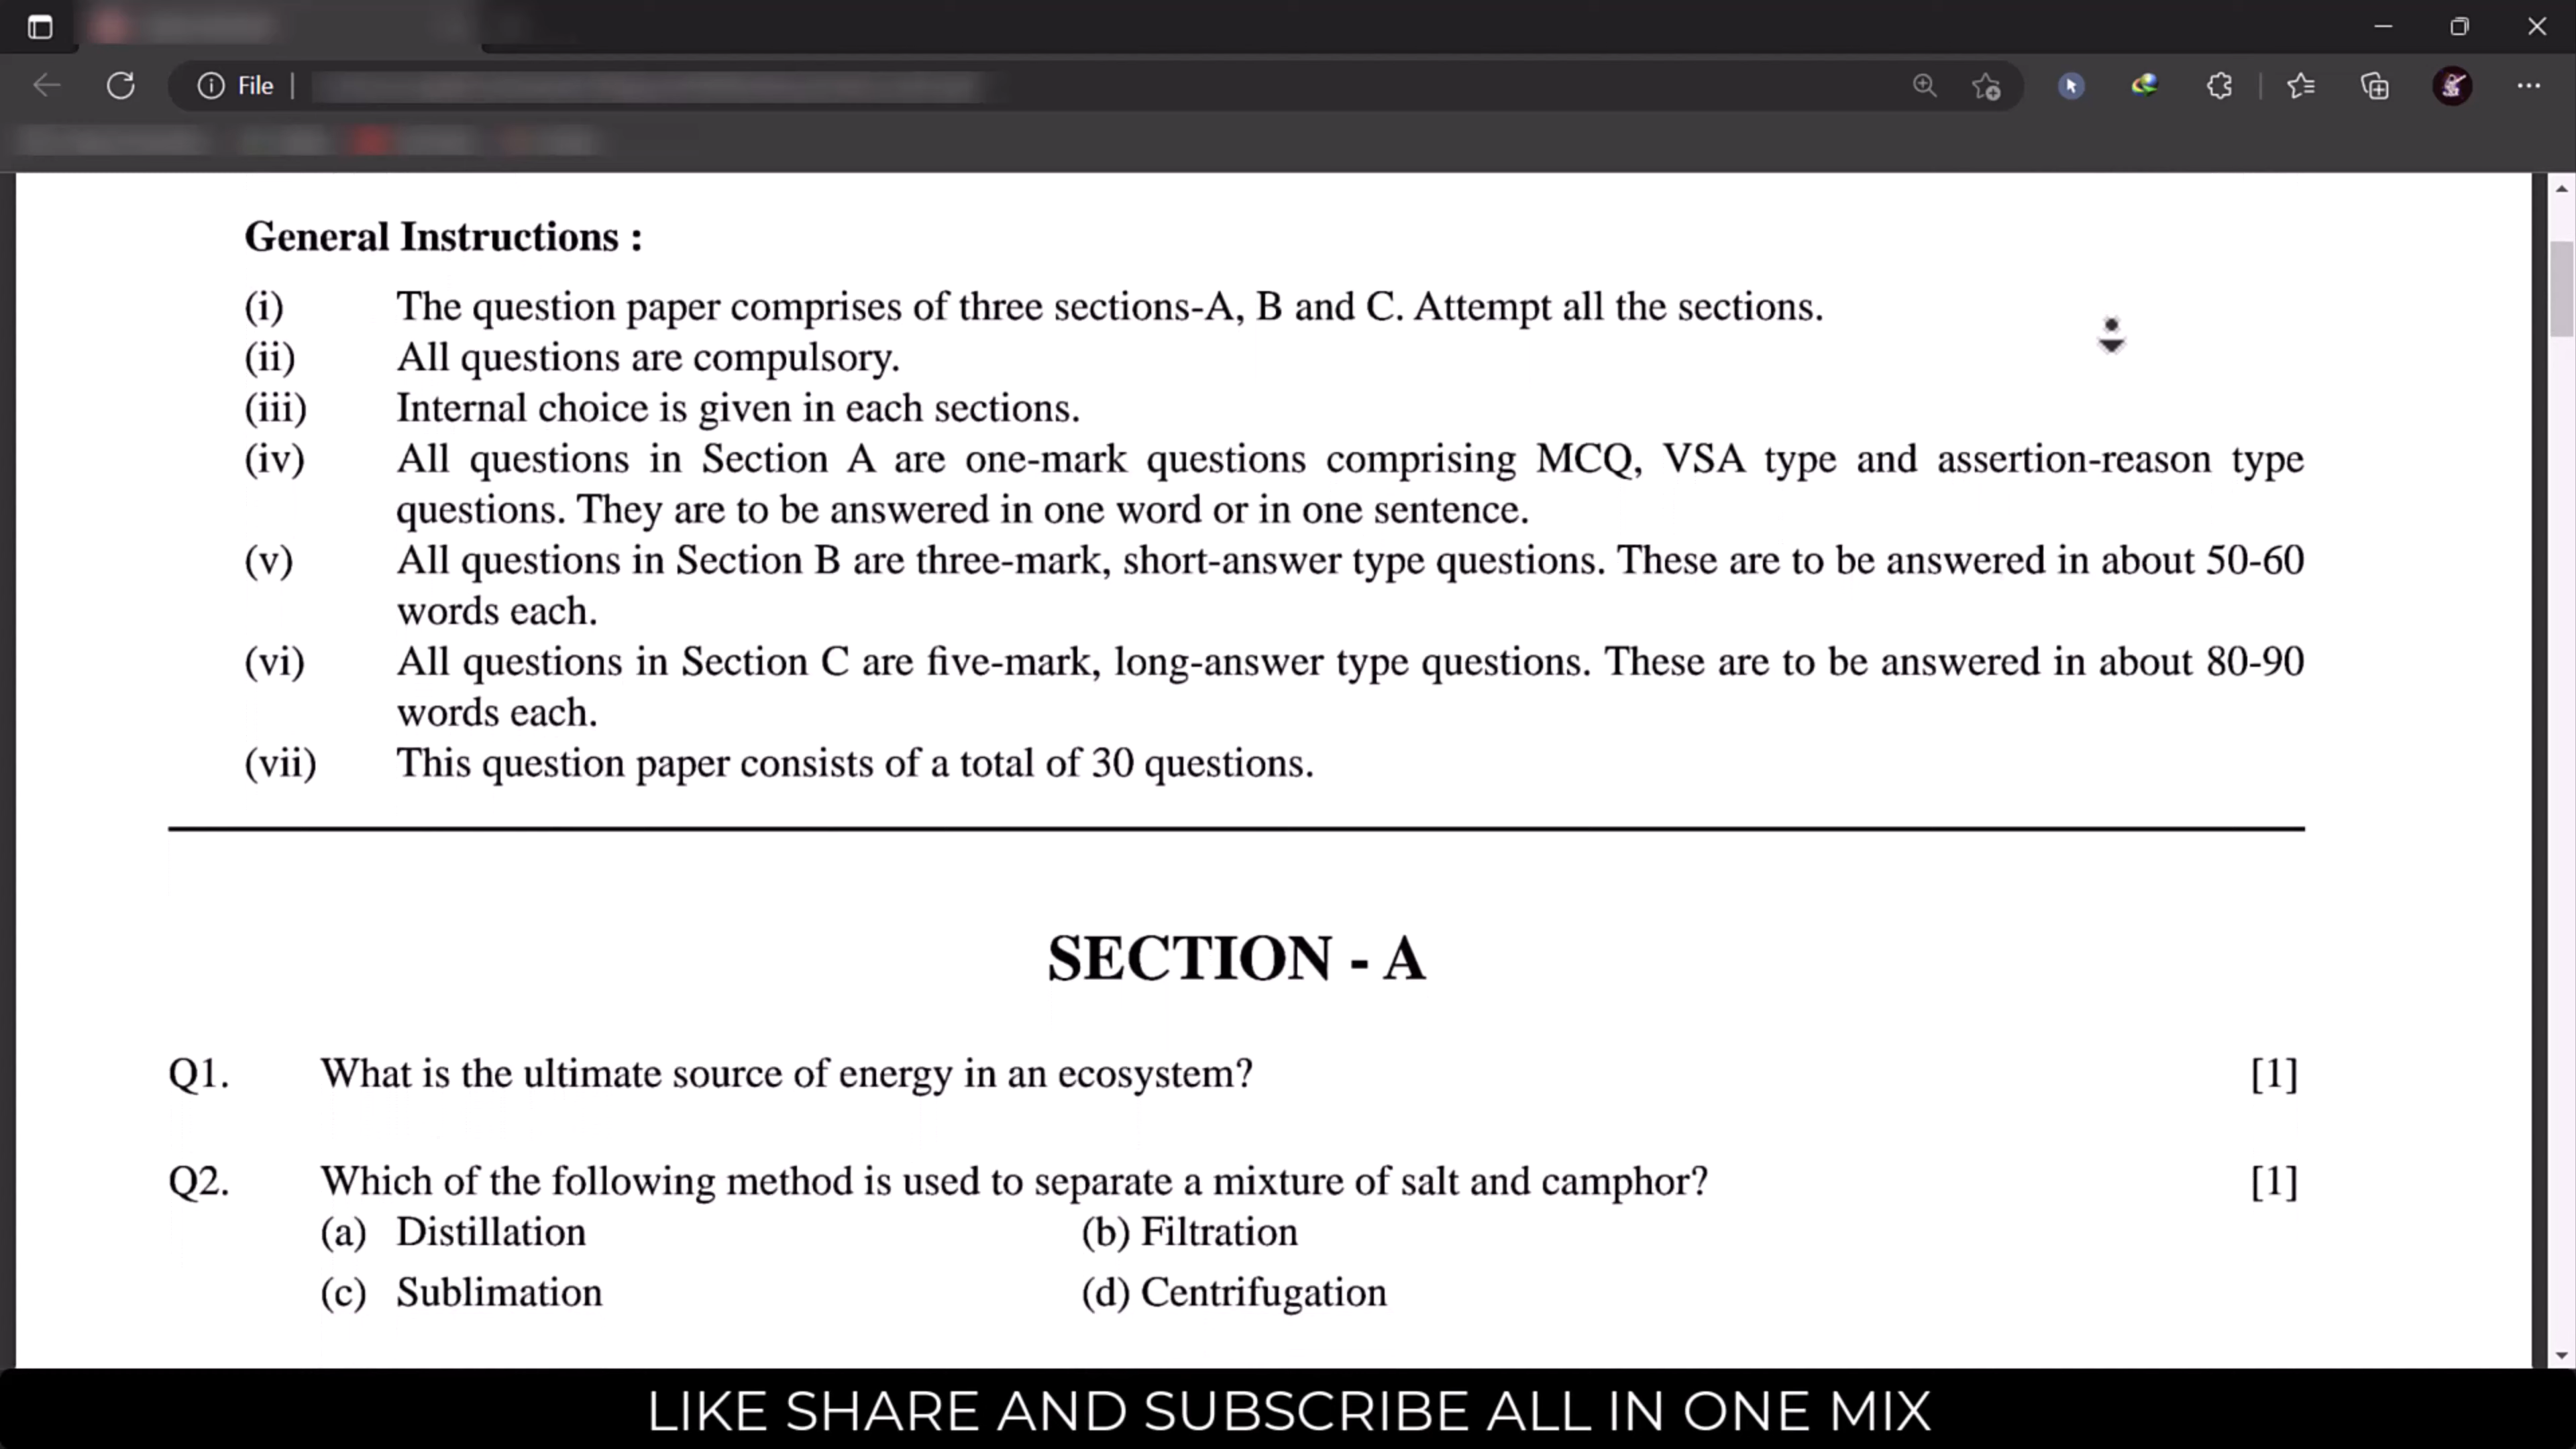 File
General Instructions :
(i) The question paper comprises of three sections-A, B and C. Attempt all the sections.
(ii) All questions are compulsory.
(iii) Internal choice is given in each sections.
(iv) All questions in Section A are one-mark questions comprising MCQ, VSA type and assertion-reason type
questions. They are to be answered in one word or in one sentence.
(v) All questions in Section B are three-mark, short-answer type questions. These are to be answered in about 50-60
words each.
(vi) All questions in Section C are five-mark, long-answer type questions. These are to be answered in about 80-90
words each.
(vii) This question paper consists of a total of 30 questions.
SECTION - A
Q1. What is the ultimate source of energy in an ecosystem? [1]
Q2. Which of the following method is used to separate a mixture of salt and camphor? [1]
(a) Distillation (b) Filtration
(c) Sublimation (d) Centrifugation
LIKE SHARE AND SUBSCRIBE ALL IN ONE MIX